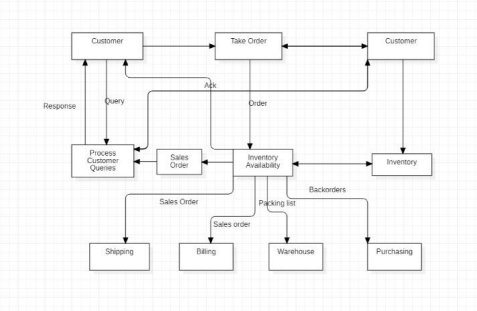 Customer
Take Order
Customer
Ack
Response
Query
Order
Process
Customer
Queries
Sales
Order
Inventory
Availability
Inventory
Sales Order
Packing list
Backorders
Sales order
Shipping
Billing
Warehouse
Purchasing